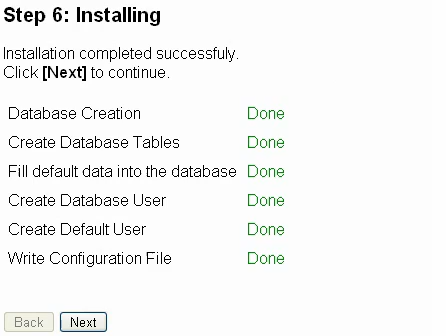 Step 6: Installing
Installation completed successfuly.
Click [Next] to continue.
Database Creation Done
Create Database Tables Done
Fill default data into the database Done
Create Database User Done
Create Default User Done
Write Configuration File Done
Back Next